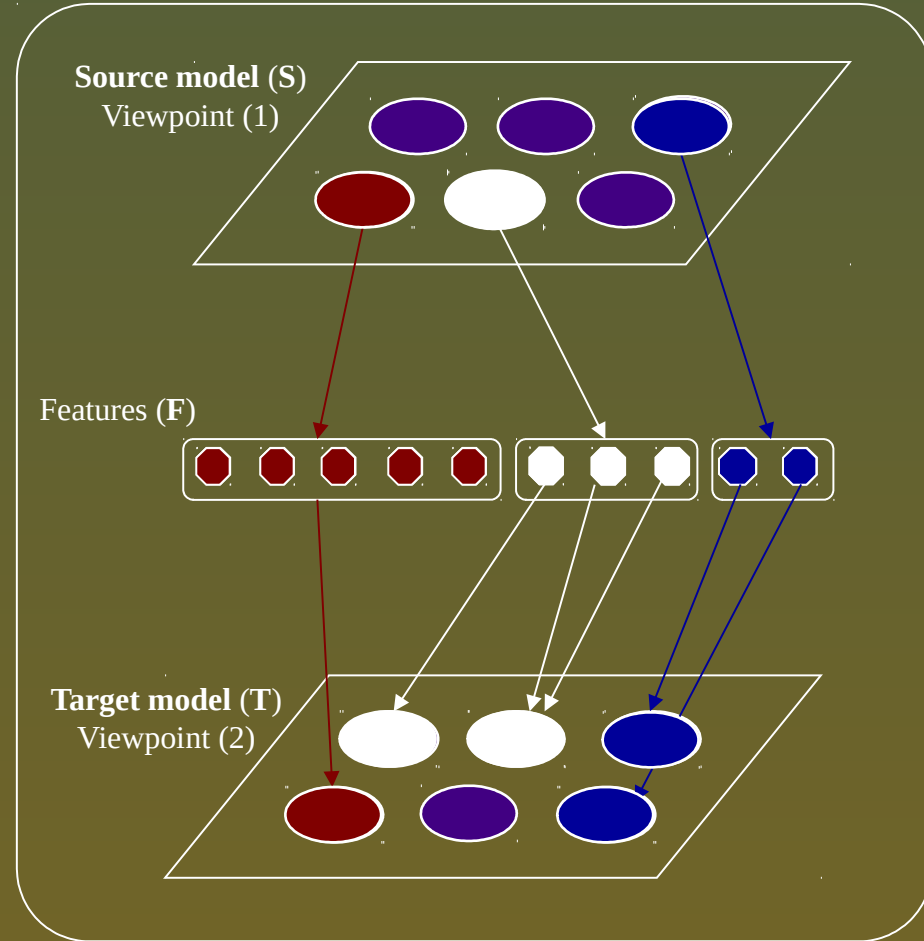 Source model (S)
Viewpoint (1)
Features (F)
Target model (T)
Viewpoint (2)